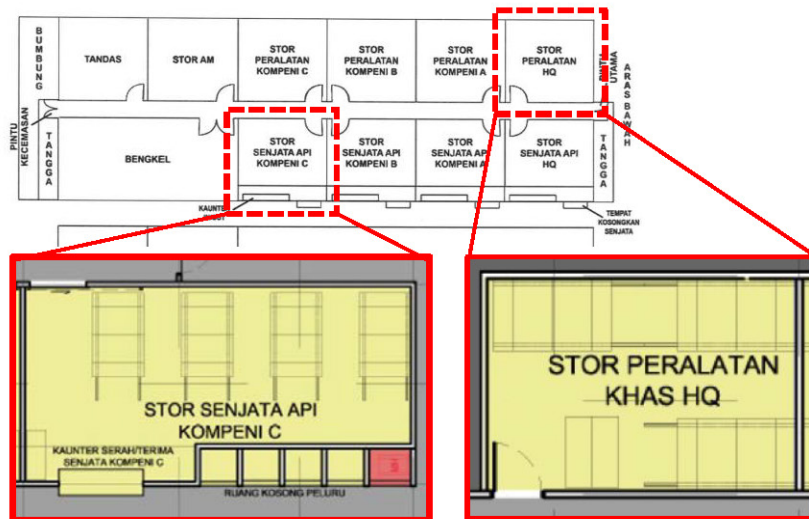 BUMBUNG
TANDAS
STOR AM
STOR
PERALATAN
KOMPENI C
STOR
PERALATAN
KOMPENI B
STOR
PERALATAN
KOMPENI A
STOR
PERALATAN
HQ
PINTU
UTAMA
ARAS BAWAH
PINTU
KECEMASAN
TANGGA
BENGKEL
STOR
SENJATA API
KOMPENI C
STOR
SENJATA API
KOMPENI B
STOR
SENJATA API
KOMPENI A
STOR
SENJATA API
HQ
TANGGA
KAUNTER
TEMPAT
KOSONGKAN
SENJATA
STOR SENJATA API
KOMPENI C
KAUNTER SERAH/TERIMA
SENJATA KOMPENI C
RUANG KOSONG PELURU
STOR PERALATAN
KHAS HQ